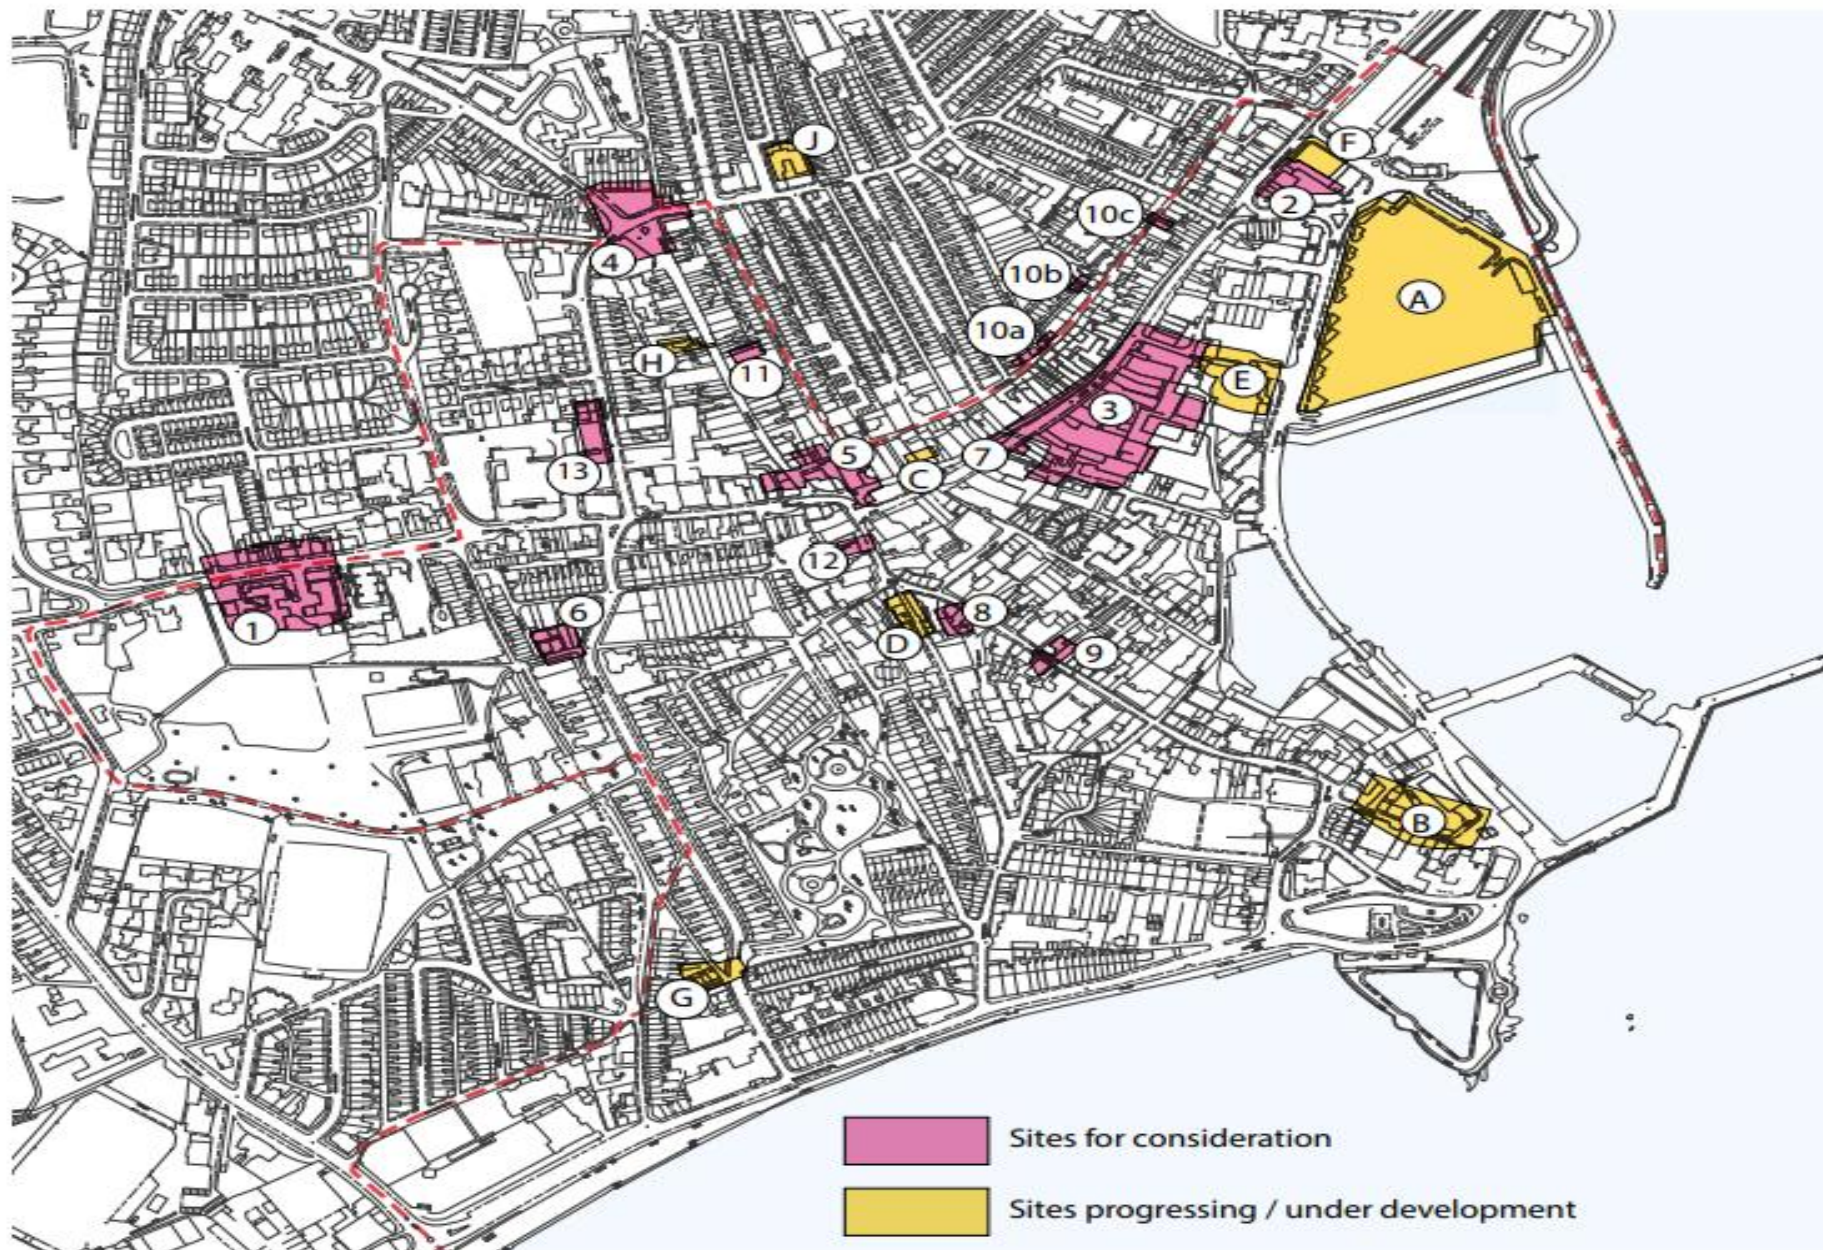 J
F
10c
2
4
10b
A
10a
H
11
E
3
5
7
C
13
12
6
8
1
D
9
B
G
Sites for consideration
Sites progressing / under development